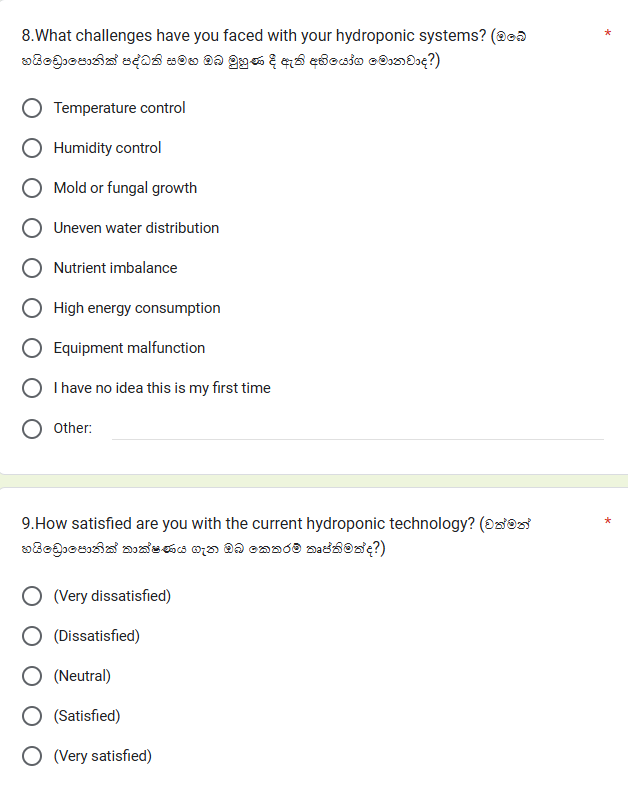 8.What challenges have you faced with your hydroponic systems? (ඔබේ *
හයිඩ්‍රොපොනික් පද්ධති සමඟ ඔබ මුහුණ දී ඇති අභියෝග මොනවාද?)
Temperature control
Humidity control
Mold or fungal growth
Uneven water distribution
Nutrient imbalance
High energy consumption
Equipment malfunction
I have no idea this is my first time
Other:
9.How satisfied are you with the current hydroponic technology? (වත්මන් *
හයිඩ්‍රොපොනික් තාක්ෂණය ගැන ඔබ කෙතරම් තෘප්තිමත්ද?)
(Very dissatisfied)
(Dissatisfied)
(Neutral)
(Satisfied)
(Very satisfied)